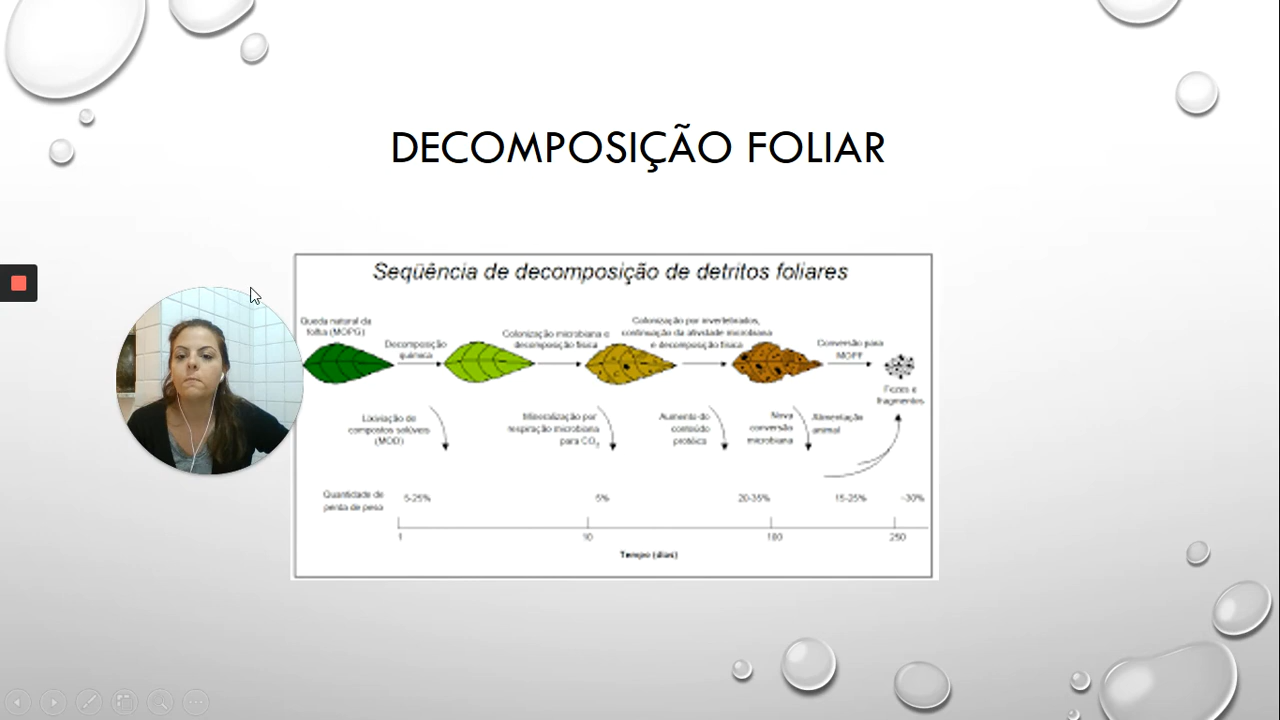 DECOMPOSIÇÃO FOLIAR
Seqüência de decomposição de detritos foliares
Queda natural da
folha (MOPG)
Decomposição
química
Colonização microbiana e
decomposição física
Colonização por invertebrados,
continuação da atividade microbiana
e decomposição física
Conversão para
MOPF
Fezes e
fragmentos
Lixiviação de
compostos solúveis
(MOD)
Mineralização por
respiração microbiana
para CO2
Aumento do
conteúdo
protéico
Nova
conversão
microbiana
Alimentação
animal
Quantidade de
perda de peso
5-25%
5%
20-35%
15-25%
~30%
1
10
100
250
Tempo (dias)